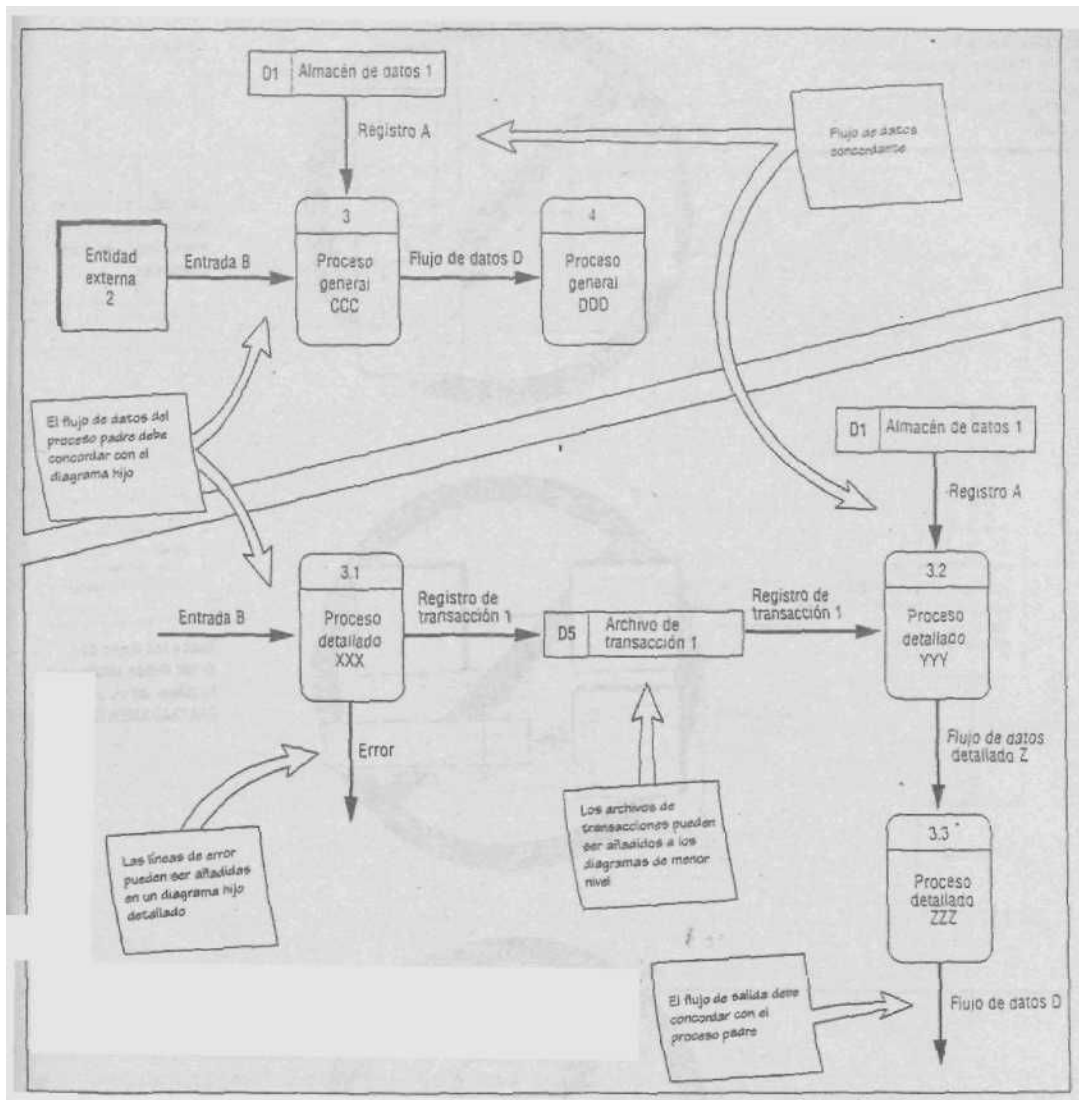 D1 Almacén de datos 1
Registro A
Flujo de datos
concordante
3
Proceso
general
CCC
4
Proceso
general
DDD
Entidad
externa
2
Entrada B
Flujo de datos D
El flujo de datos del
proceso padre debe
concordar con el
diagrama hijo
D1 Almacén de datos 1
Registro A
3.1
Proceso
detallado
XXX
Entrada B
Registro de
transacción 1
D5 Archivo de
transacción 1
Registro de
transacción 1
3.2
Proceso
detallado
YYY
Error
Flujo de datos
detallado Z
Las líneas de error
pueden ser añadidas
en un diagrama hijo
detallado
Los archivos de
transacciones pueden
ser añadidos a los
diagramas de menor
nivel
3.3
Proceso
detallado
ZZZ
El flujo de salida debe
concordar con el
proceso padre
Flujo de datos D